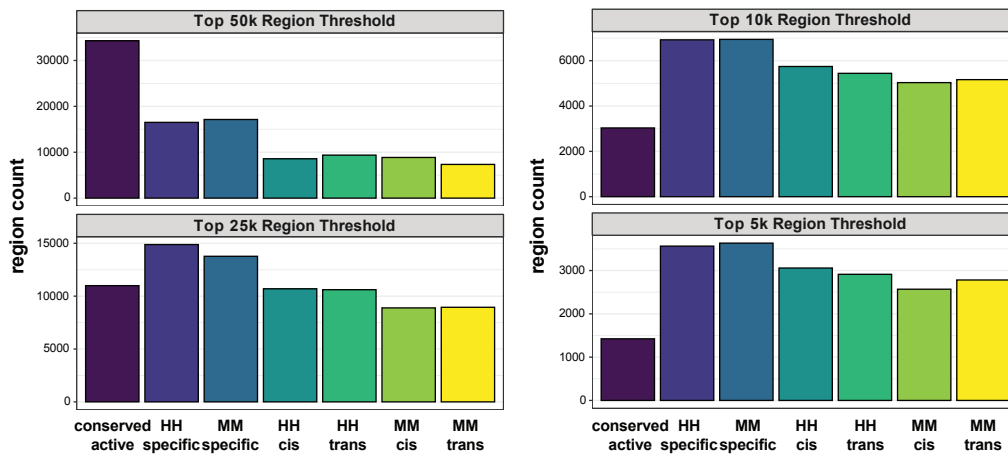 Top 50k Region Threshold
30000
20000
10000
0
Top 25k Region Threshold
15000
10000
5000
0
region count
conserved active
HH specific
MM specific
HH cis
HH trans
MM cis
MM trans
Top 10k Region Threshold
6000
4000
2000
0
Top 5k Region Threshold
3000
2000
1000
0
region count
conserved active
HH specific
MM specific
HH cis
HH trans
MM cis
MM trans